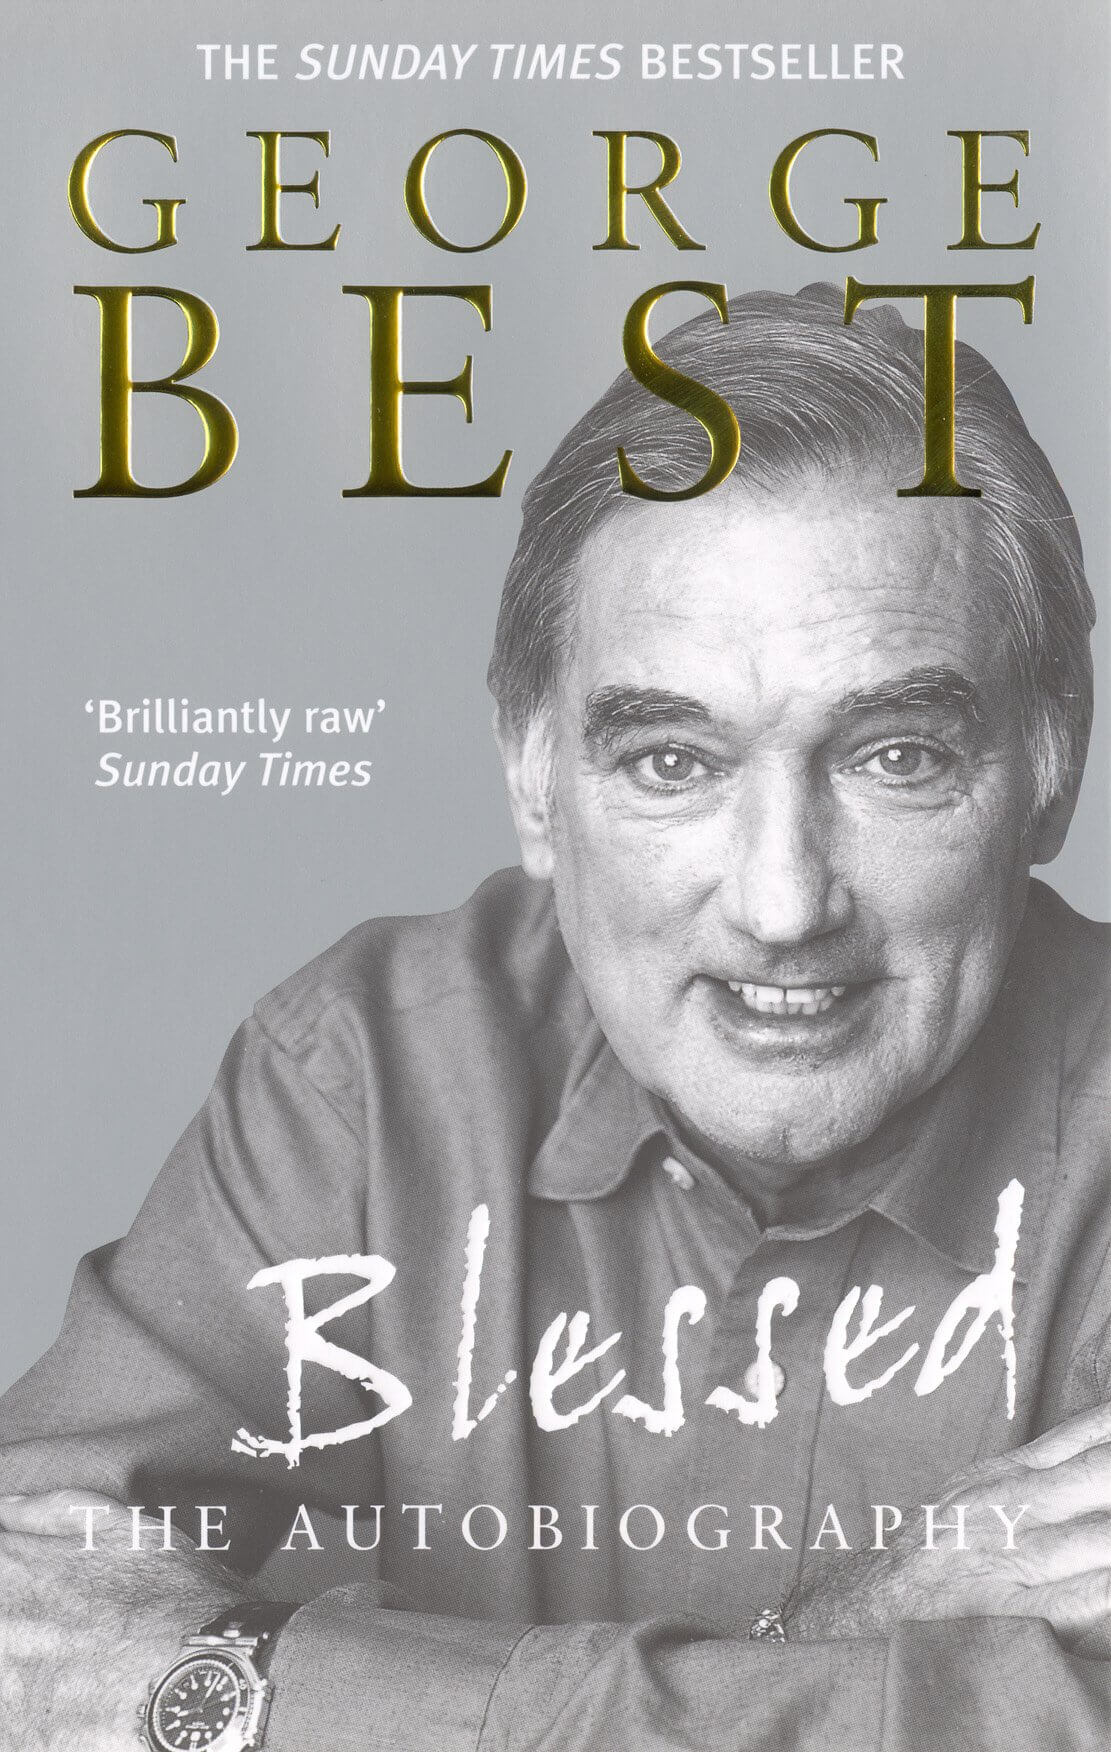 THE SUNDAY TIMES BESTSELLER
GEORGE
BEST
‘Brilliantly raw’
Sunday Times
Blessed
THE AUTOBIOGRAPHY